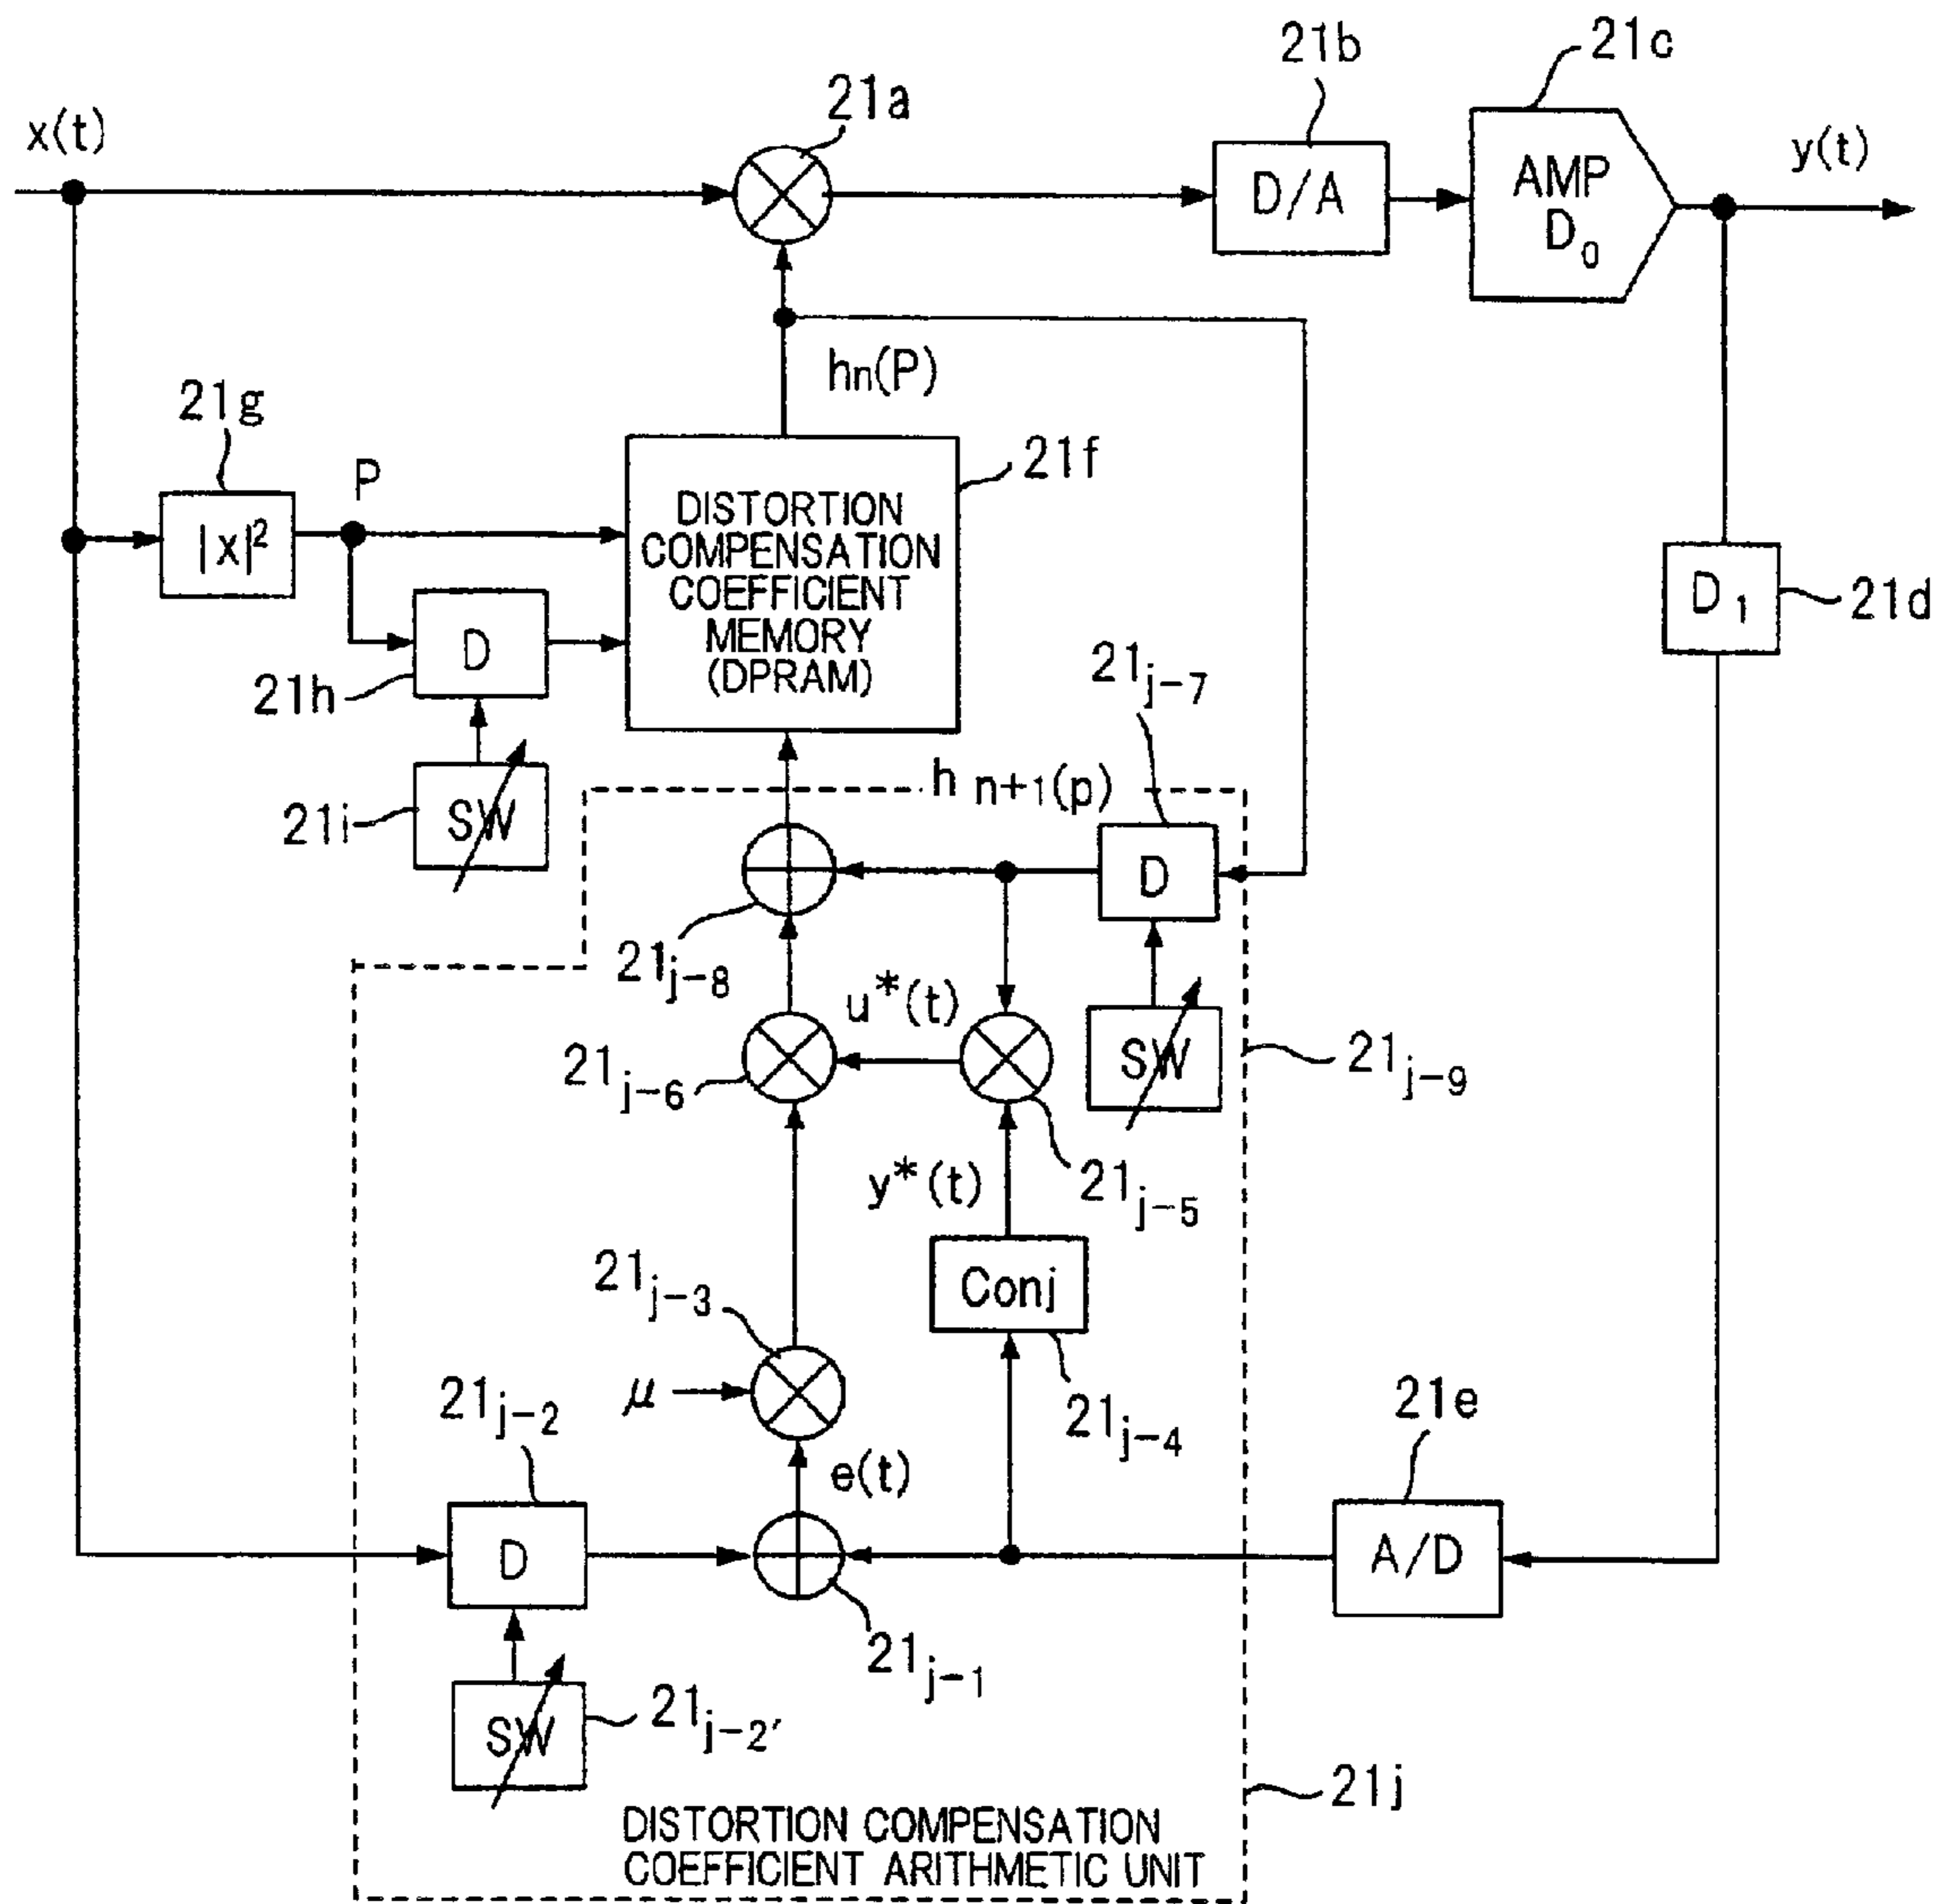 21c
21b
21a
x(t)
y(t)
D/A
AMP
D₀
hn(P)
21g
21f
P
|x|²
DISTORTION
COMPENSATION
COEFFICIENT
MEMORY
(DPRAM)
D₁
21d
D
21h
21j-7
h n+1(p)
SW
21i
D
21j-8
u*(t)
21j-6
SW
21j-9
y*(t)
21j-5
21j-3
Conj
μ
21j-2
21j-4
21e
e(t)
D
A/D
21j-1
SW
21j-2'
21j
DISTORTION COMPENSATION
COEFFICIENT ARITHMETIC UNIT